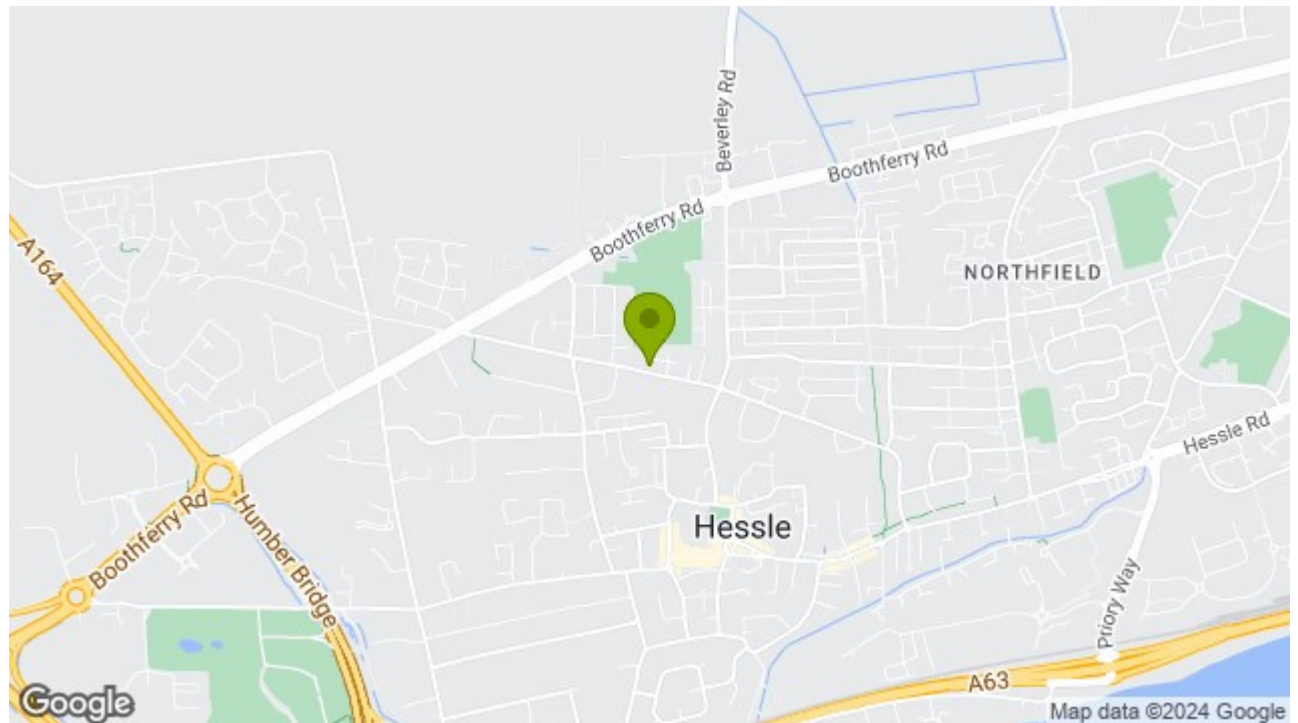 Beverley Rd
Boothferry Rd
Boothferry Rd
A164
NORTHFIELD
Hessle Rd
Boothferry Rd
Humber Bridge
Hessle
Priory Way
A63
Google
Map data ©2024 Google